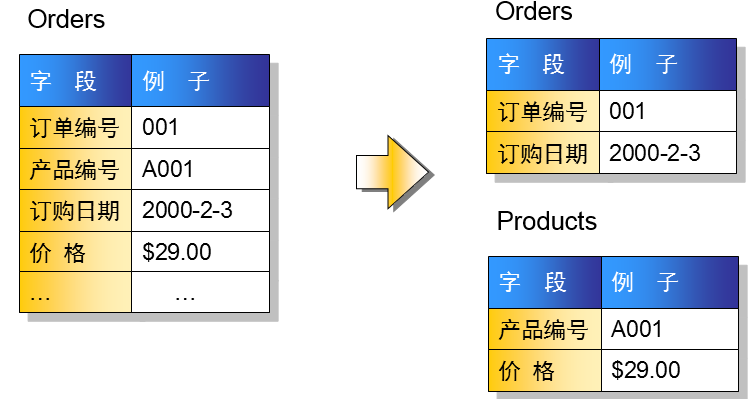 Orders
字 段 例 子
订单编号 001
产品编号 A001
订购日期 2000-2-3
价 格 $29.00
… …
Orders
字 段 例 子
订单编号 001
订购日期 2000-2-3
Products
字 段 例 子
产品编号 A001
价 格 $29.00